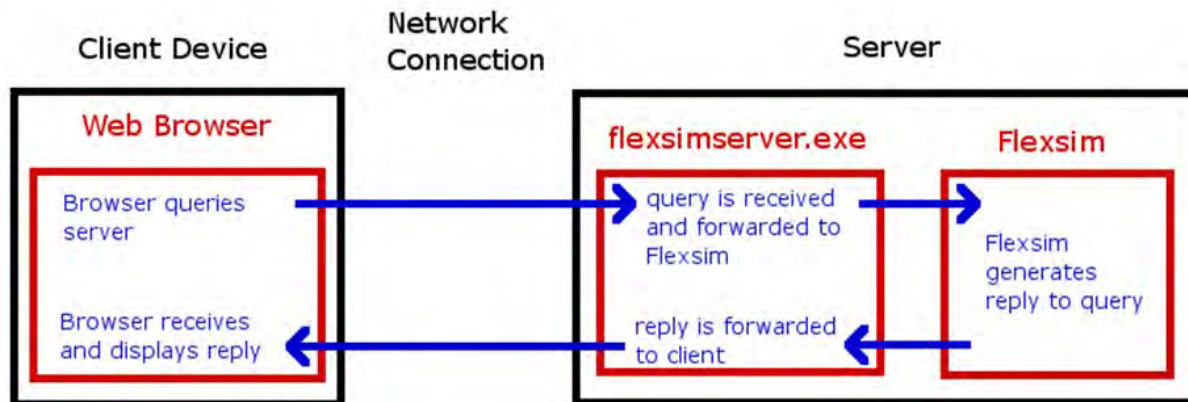 Client Device
Network
Connection
Server
Web Browser
flexsimserver.exe
Flexsim
Browser queries
server
query is received
and forwarded to
Flexsim
Flexsim
generates
reply to query
Browser receives
and displays reply
reply is forwarded
to client